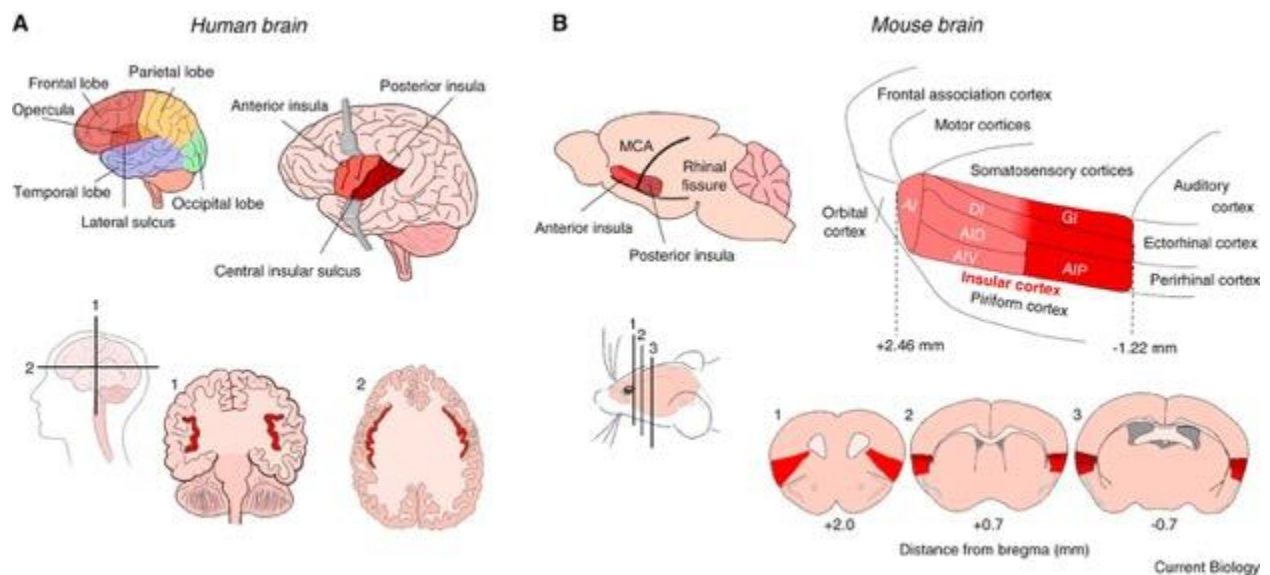 A
Human brain
Frontal lobe
Parietal lobe
Opercula
Temporal lobe
Occipital lobe
Lateral sulcus
Anterior insula
Posterior insula
Central insular sulcus
1
2
1
2
B
Mouse brain
MCA
Rhinal
fissure
Anterior insula
Posterior insula
Frontal association cortex
Motor cortices
Somatosensory cortices
Auditory
cortex
Orbital
cortex
AI
DI
GI
AID
AIV
AIP
Ectorhinal cortex
Perirhinal cortex
Insular cortex
Piriform cortex
+2.46 mm
-1.22 mm
1
2
3
1
2
3
+2.0
+0.7
-0.7
Distance from bregma (mm)
Current Biology